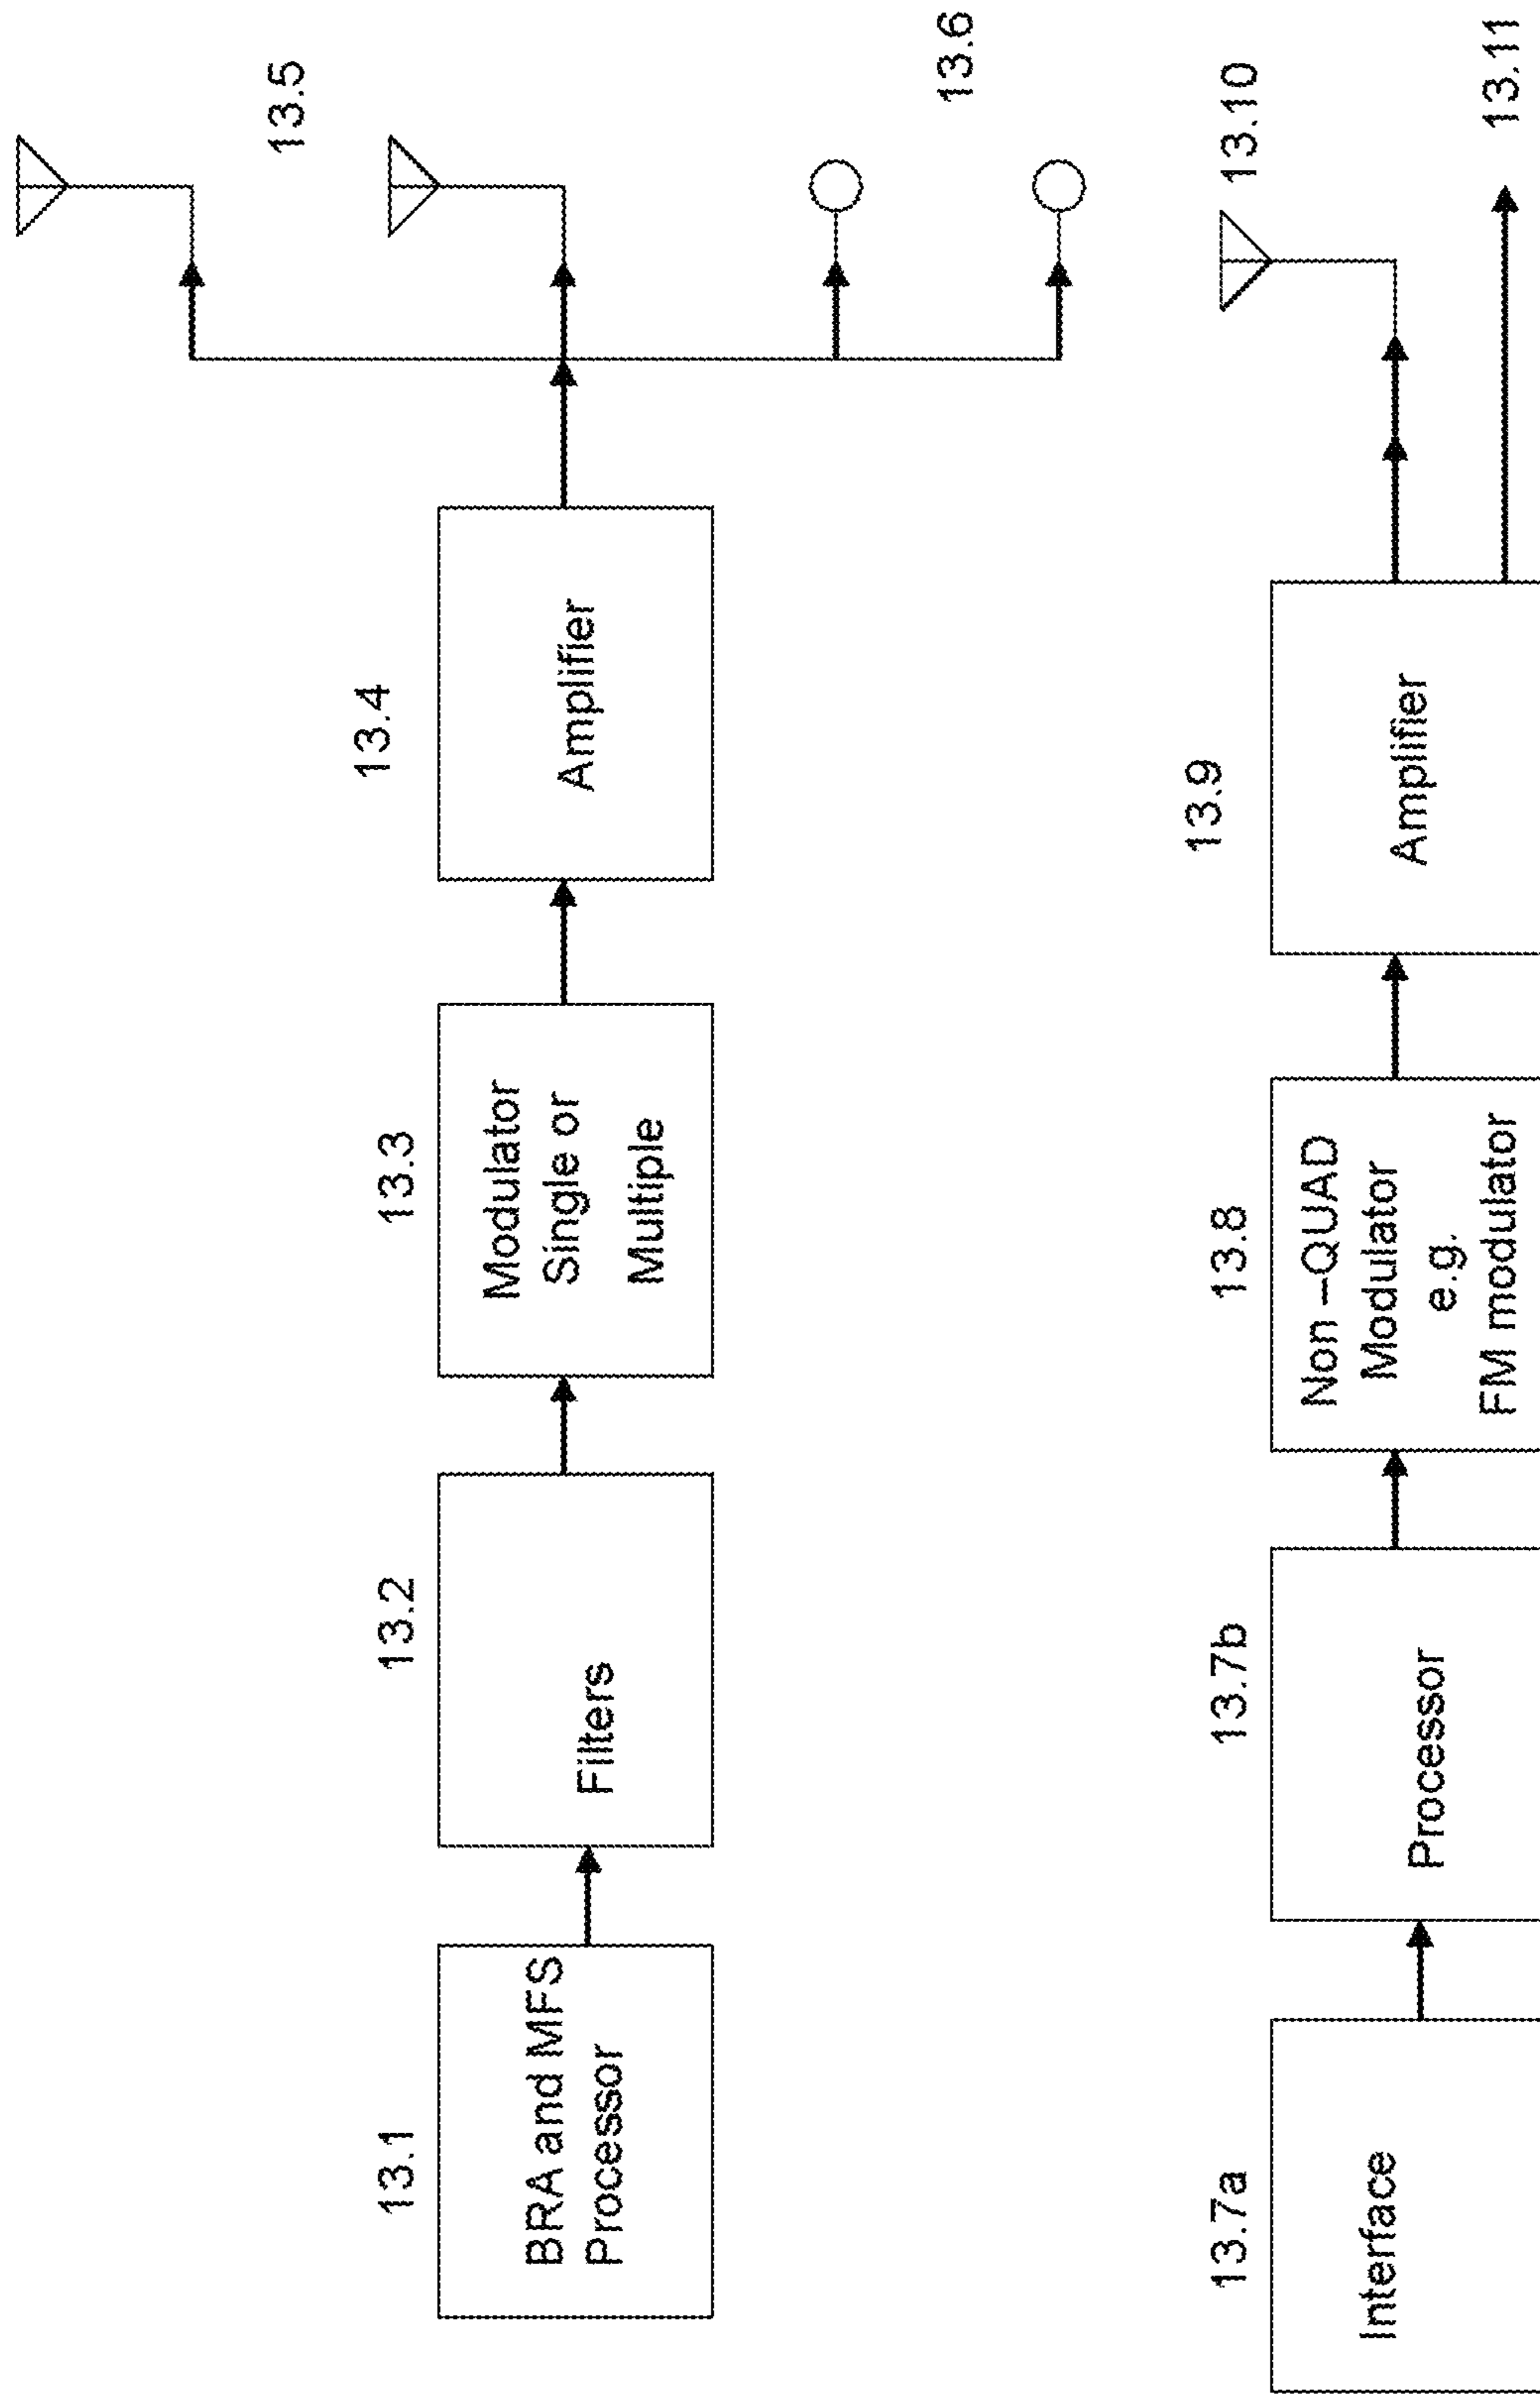 13.1
BRA and MFS
Processor
13.2
Filters
13.3
Modulator
Single or
Multiple
13.4
Amplifier
13.5
13.6
13.7a
Interface
13.7b
Processor
13.8
Non –QUAD
Modulator
e.g.
FM modulator
13.9
Amplifier
13.10
13.11